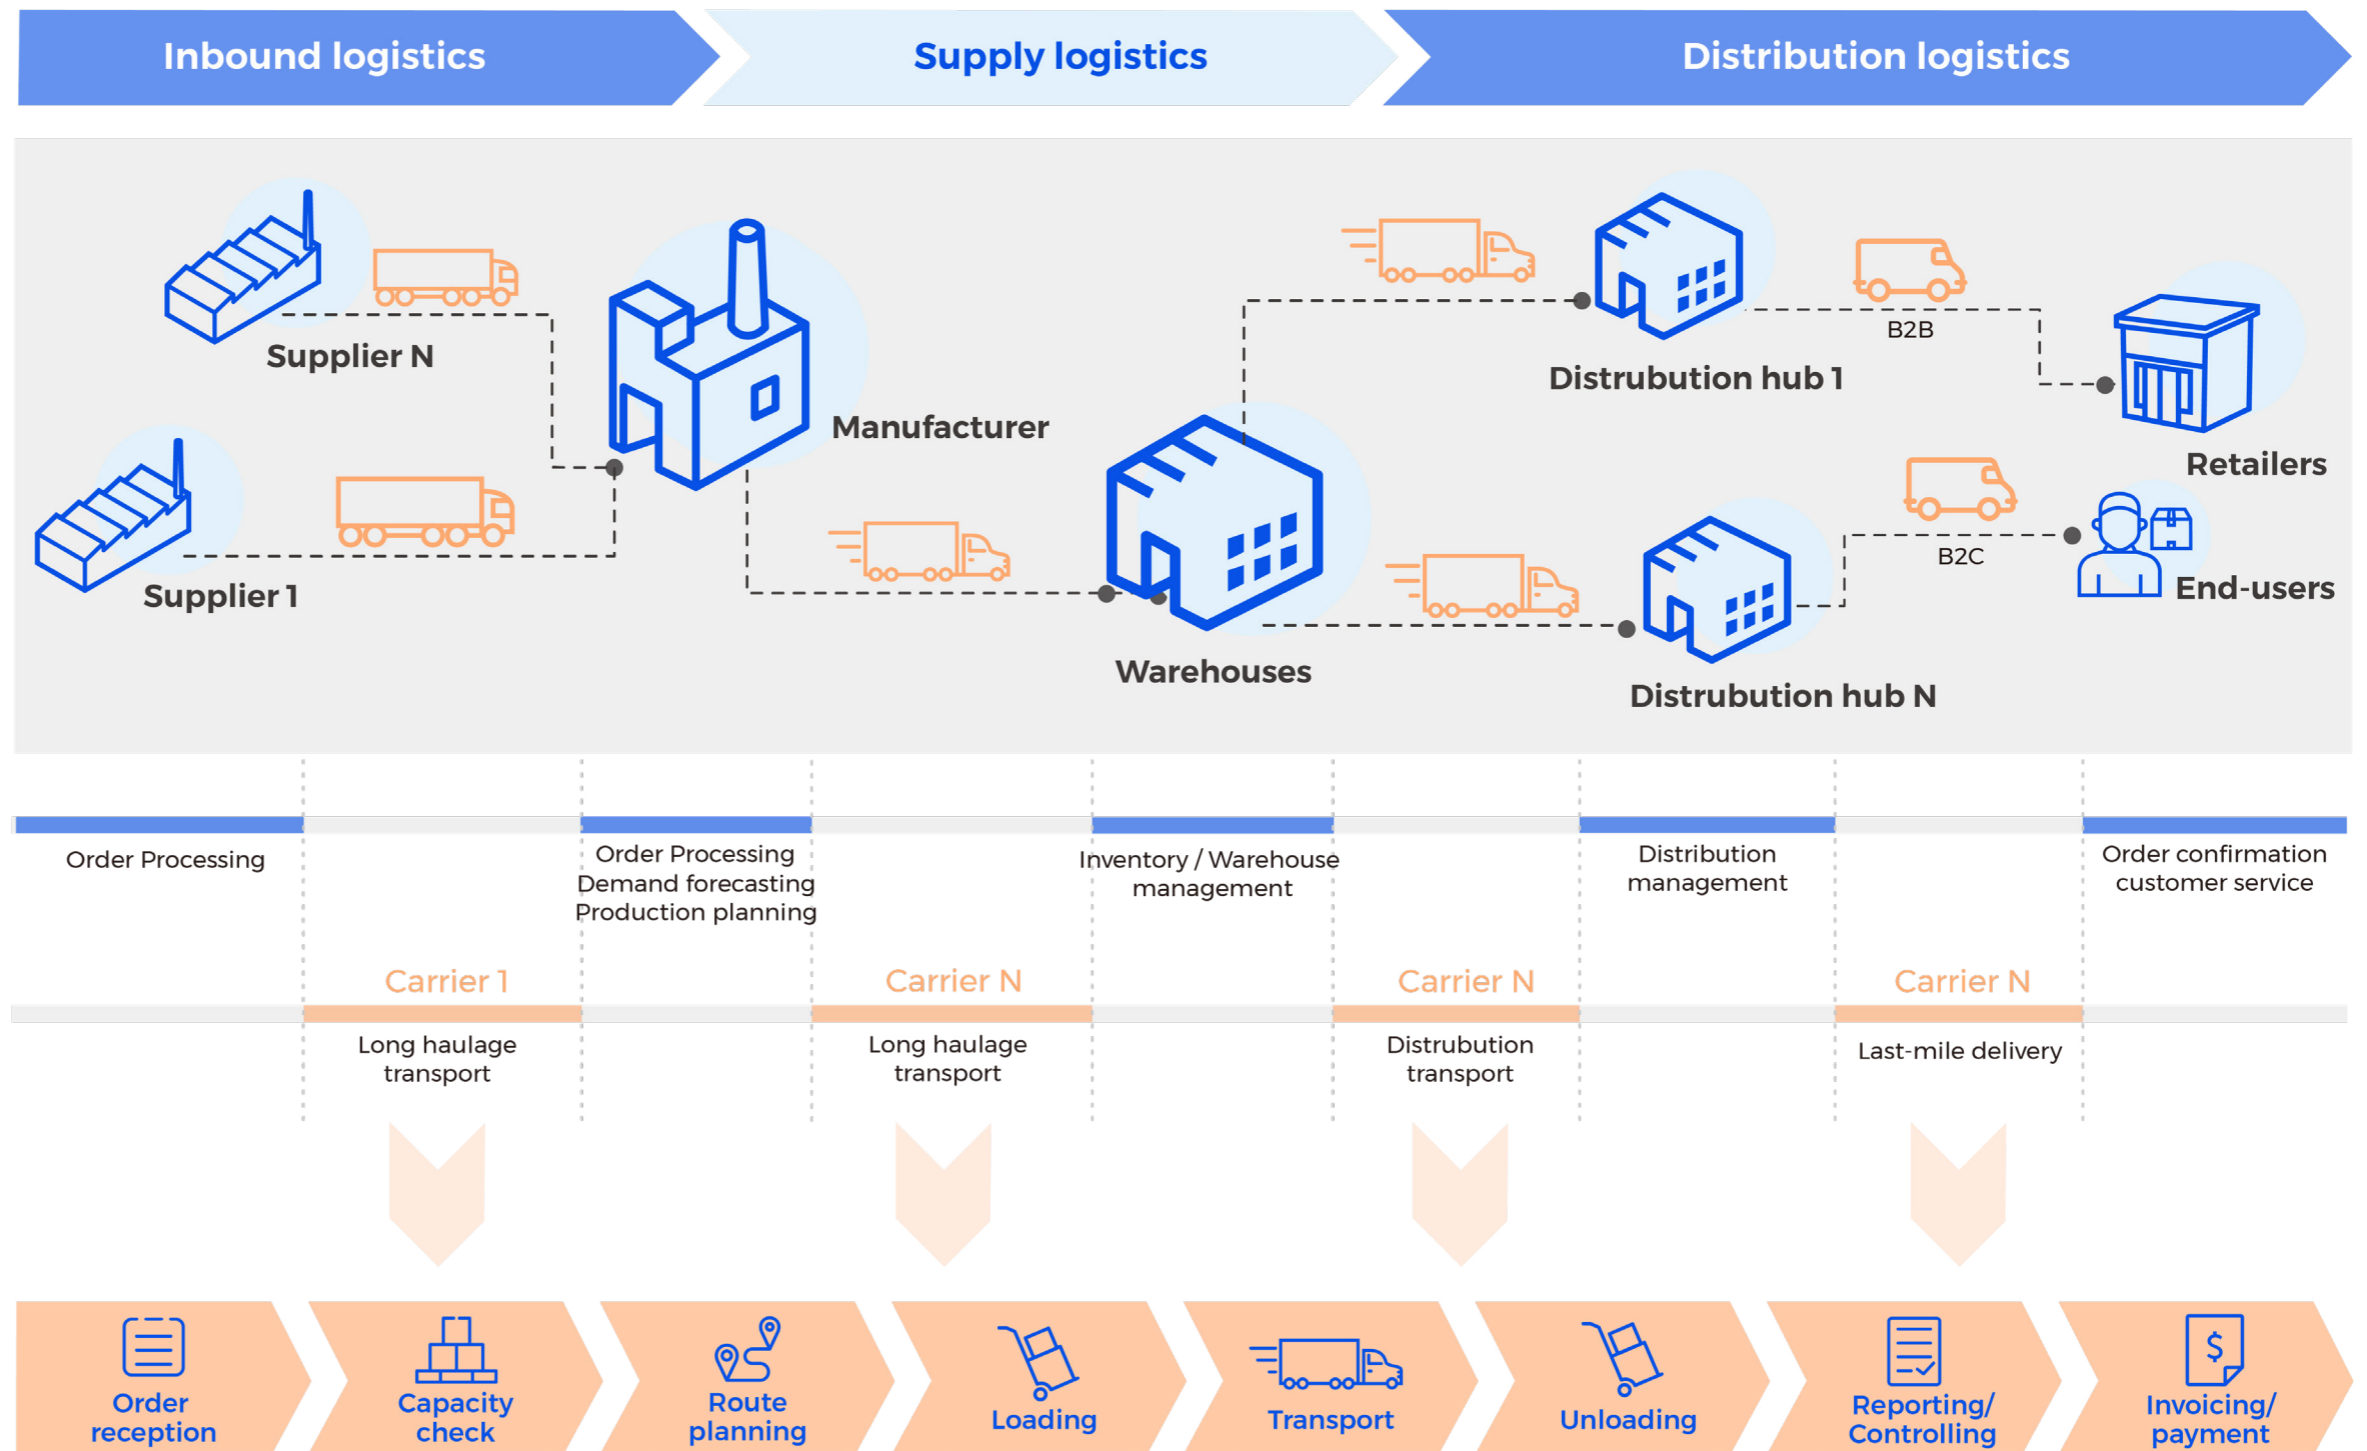 Inbound logistics
Supply logistics
Distribution logistics
Supplier N
Supplier 1
Manufacturer
Warehouses
Distrubution hub 1
B2B
Retailers
Distrubution hub N
B2C
End-users
Order Processing
Order Processing
Demand forecasting
Production planning
Inventory / Warehouse
management
Distribution
management
Order confirmation
customer service
Carrier 1
Carrier N
Carrier N
Carrier N
Long haulage
transport
Long haulage
transport
Distrubution
transport
Last-mile delivery
Order
reception
Capacity
check
Route
planning
Loading
Transport
Unloading
Reporting/
Controlling
$
Invoicing/
payment